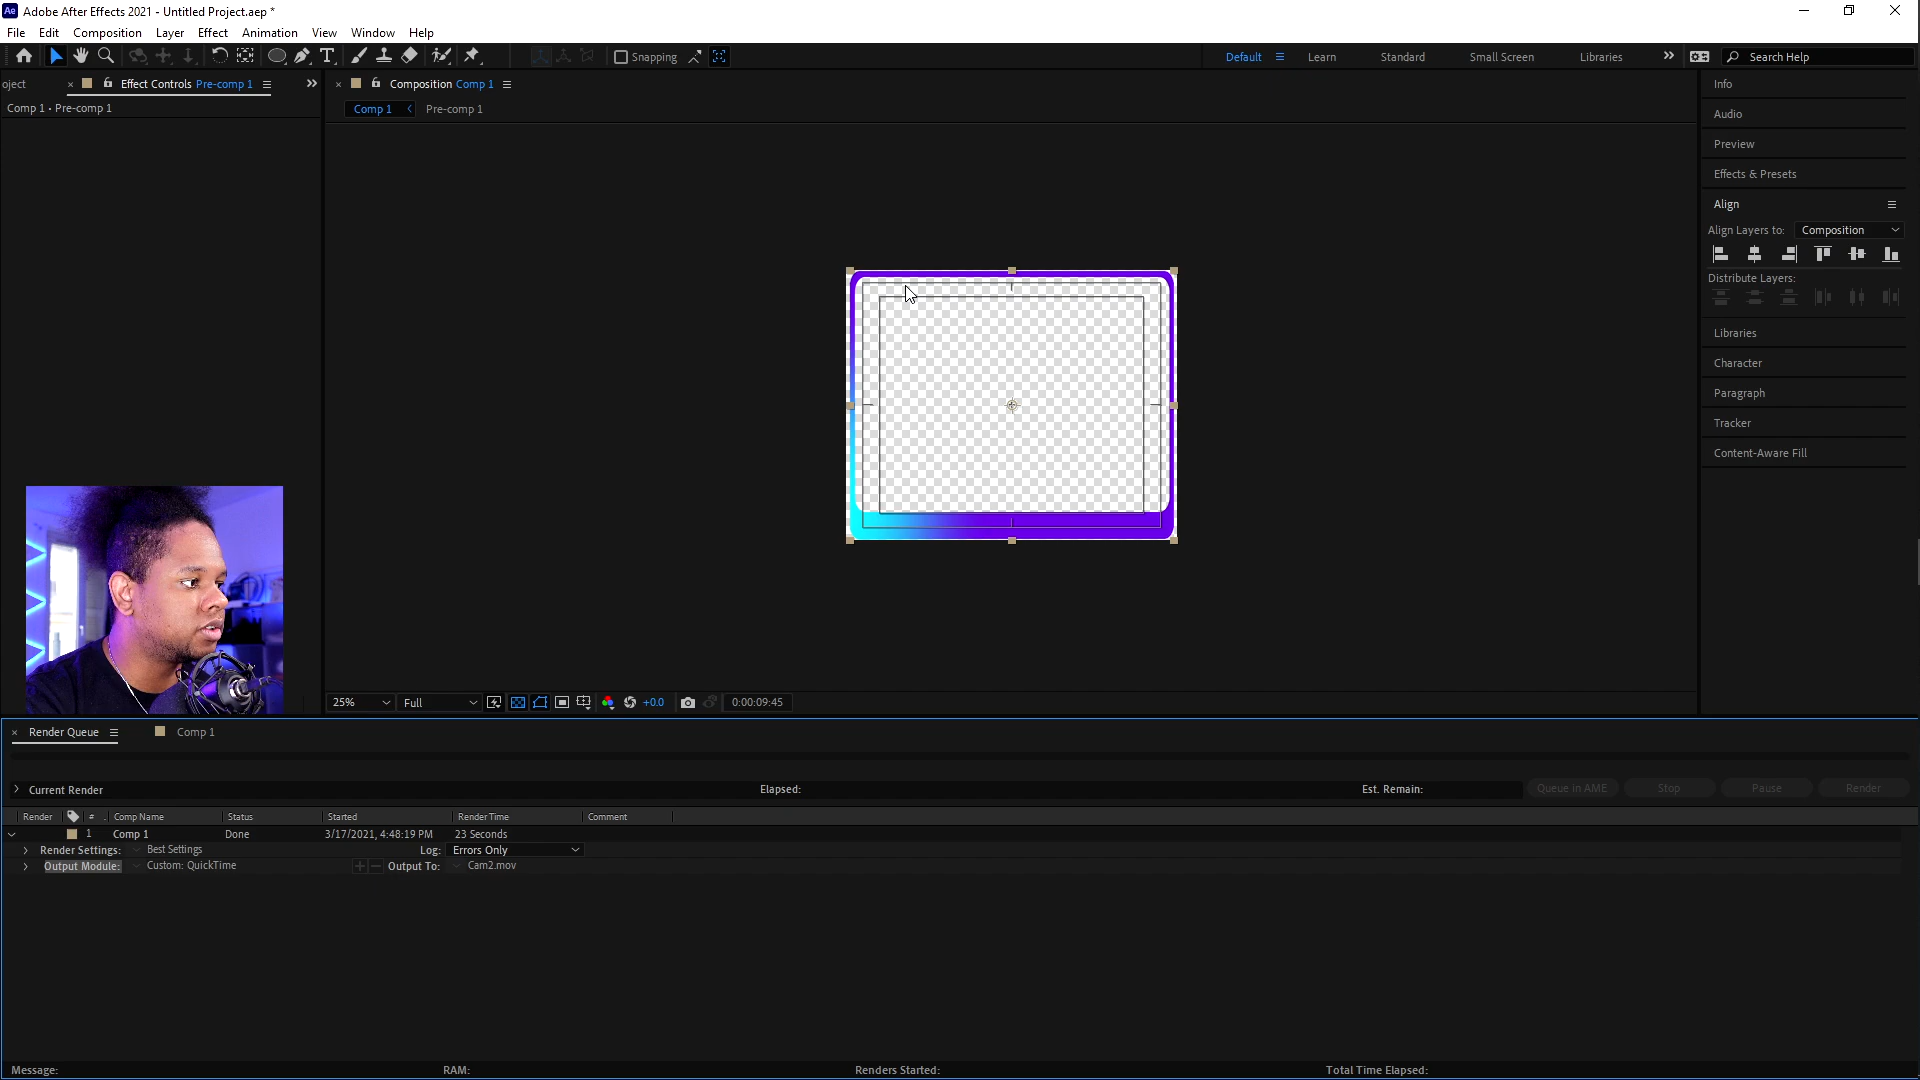 Ae Adobe After Effects 2021 - Untitled Project.aep *
File Edit Composition Layer Effect Animation View Window Help
Snapping Default Learn Standard Small Screen Libraries Search Help
oject Effect Controls Pre-comp 1 Composition Comp 1 Info
Comp 1 • Pre-comp 1 Comp 1 Pre-comp 1
Audio
Preview
Effects & Presets
Align
Align Layers to: Composition
Distribute Layers:
Libraries
Character
Paragraph
Tracker
Content-Aware Fill
25% Full +0.0 0:00:09:45
Render Queue Comp 1
Current Render Elapsed: Est. Remain: Queue in AME Stop Pause Render
Render # Comp Name Status Started Render Time Comment
1 Comp 1 Done 3/17/2021, 4:48:19 PM 23 Seconds
Render Settings: Best Settings Log: Errors Only
Output Module: Custom: QuickTime Output To: Cam2.mov
Message: RAM: Renders Started: Total Time Elapsed: